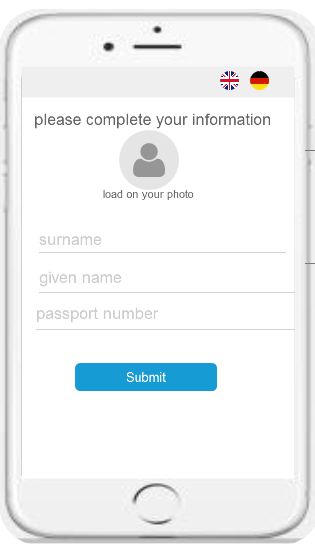 please complete your information
load on your photo
surname
given name
passport number
Submit